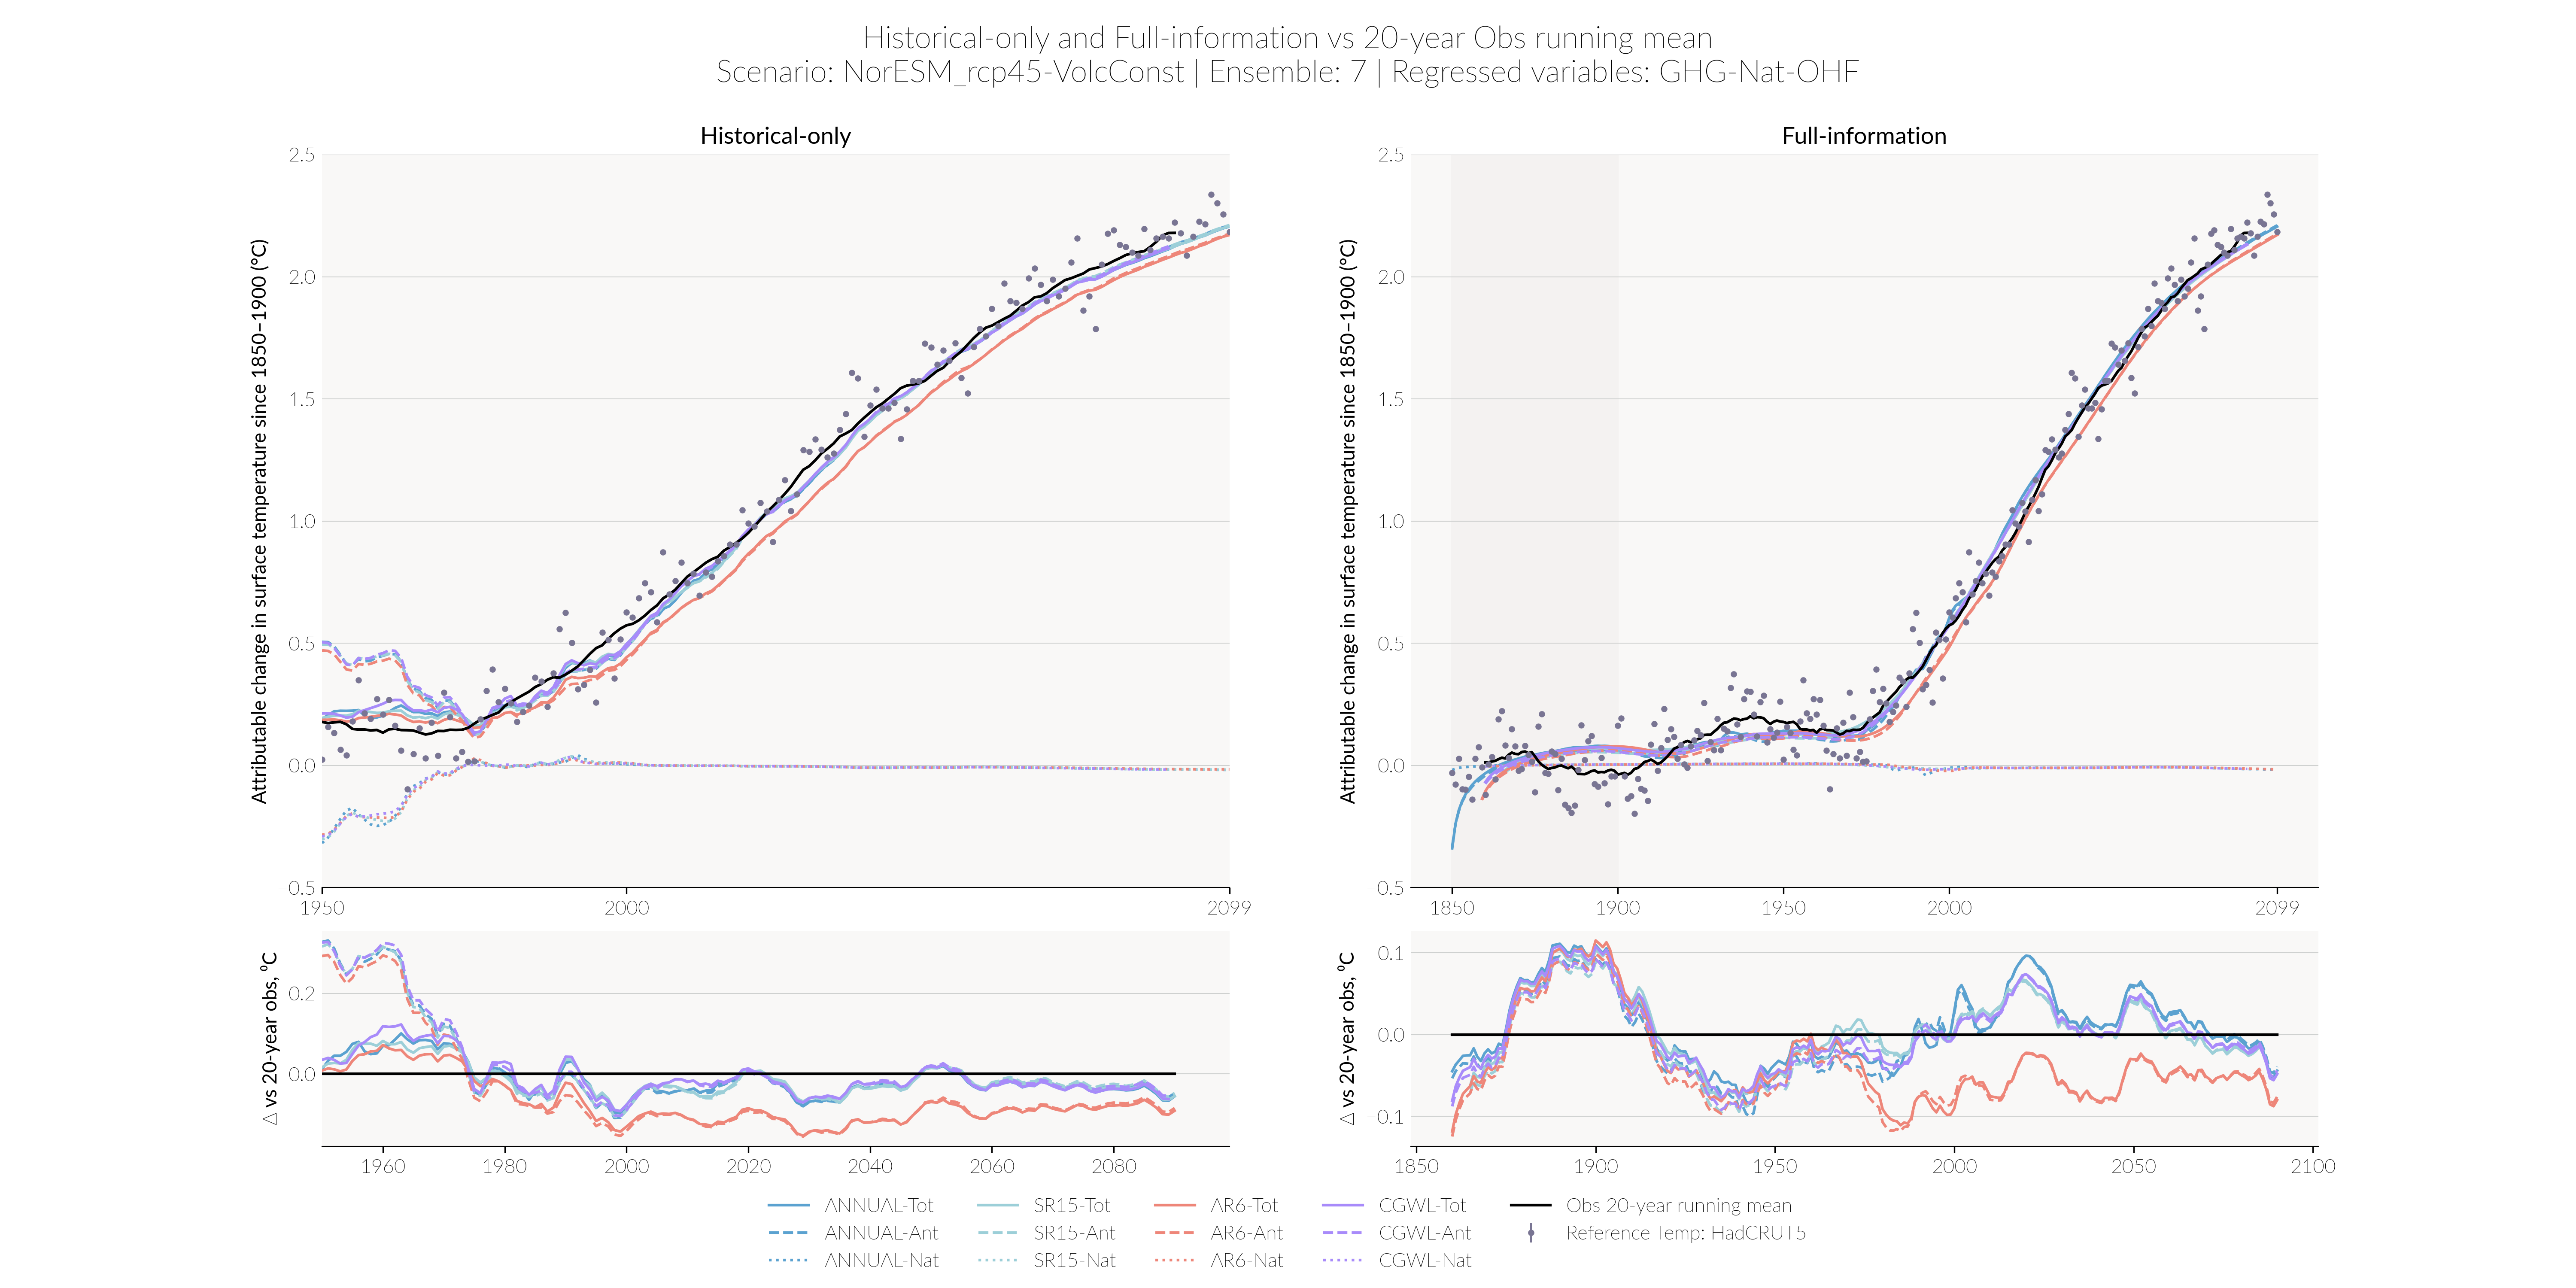 Historical-only and Full-information vs 20-year Obs running mean
Scenario: NorESM_rcp45-VolcConst | Ensemble: 7 | Regressed variables: GHG-Nat-OHF
Historical-only
Attributable change in surface temperature since 1850–1900 (°C)
2.5
2.0
1.5
1.0
0.5
0.0
−0.5
1950 2000 2099
Full-information
Attributable change in surface temperature since 1850–1900 (°C)
2.5
2.0
1.5
1.0
0.5
0.0
−0.5
1850 1900 1950 2000 2099
Δ vs 20-year obs, °C
0.2
0.0
1960 1980 2000 2020 2040 2060 2080
Δ vs 20-year obs, °C
0.1
0.0
−0.1
1850 1900 1950 2000 2050 2100
ANNUAL-Tot SR15-Tot AR6-Tot CGWL-Tot Obs 20-year running mean
ANNUAL-Ant SR15-Ant AR6-Ant CGWL-Ant Reference Temp: HadCRUT5
ANNUAL-Nat SR15-Nat AR6-Nat CGWL-Nat